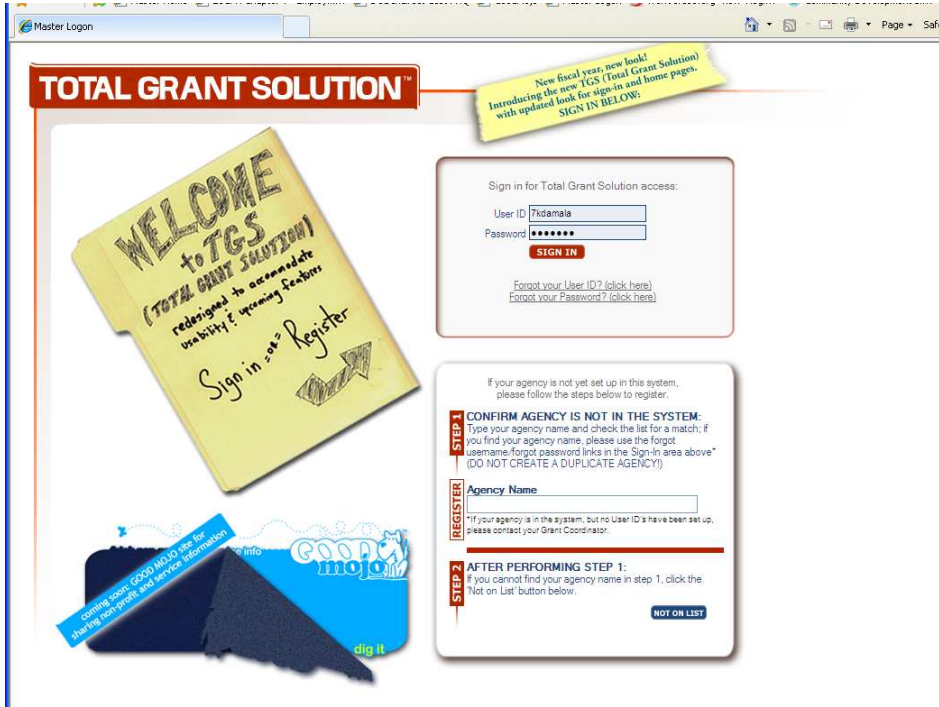 Master Logon
Page
TOTAL GRANT SOLUTION™
New fiscal year, new look!
Introducing the new TGS (Total Grant Solution)
with updated look for sign-in and home pages.
SIGN IN BELOW:
WELCOME
to TGS
(TOTAL GRANT SOLUTION)
redesigned to accommodate
usability & upcoming features
Sign in -OR- Register
Sign in for Total Grant Solution access:
User ID 7kdamala
Password •••••••
SIGN IN
Forgot your User ID? (click here)
Forgot your Password? (click here)
If your agency is not yet set up in this system,
please follow the steps below to register.
STEP 1
CONFIRM AGENCY IS NOT IN THE SYSTEM:
Type your agency name and check the list for a match; if
you find your agency name, please use the forgot
username/forgot password links in the Sign-In area above*
(DO NOT CREATE A DUPLICATE AGENCY!)
REGISTER
Agency Name
*If your agency is in the system, but no User ID's have been set up,
please contact your Grant Coordinator.
STEP 2
AFTER PERFORMING STEP 1:
If you cannot find your agency name in step 1, click the
'Not on List' button below.
NOT ON LIST
coming soon: GOOD MOJO site for
sharing non-profit and service information
info
GOOD
mojo
dig it